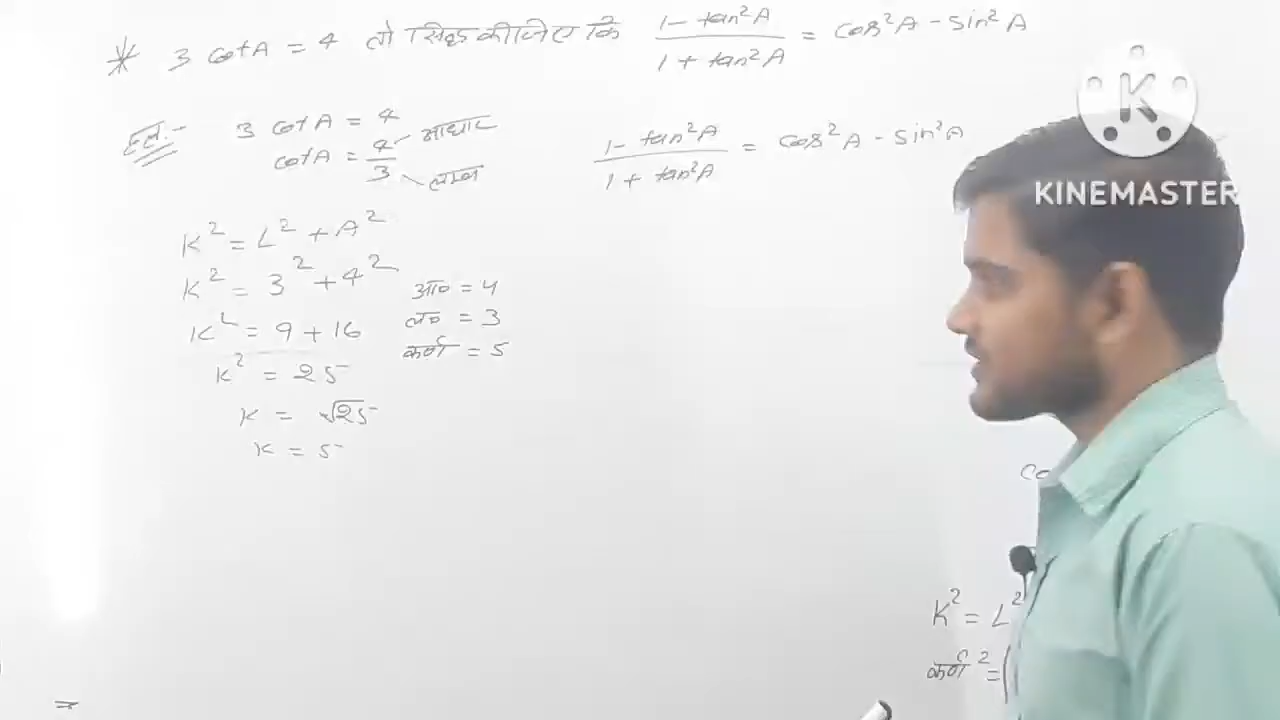 * 3 cotA = 4 तो सिद्ध कीजिए कि (1 - tan²A)/(1 + tan²A) = cos²A - sin²A
हल:- 3 cotA = 4
cotA = 4/3 आधार लम्ब
(1 - tan²A)/(1 + tan²A) = cos²A - sin²A
K² = L² + A²
K² = 3² + 4²
K² = 9 + 16
K² = 25
K = √25
K = 5
आ० = 4
ल० = 3
कर्ण = 5
K² = L²
कर्ण² = (
=
K
KINEMASTER